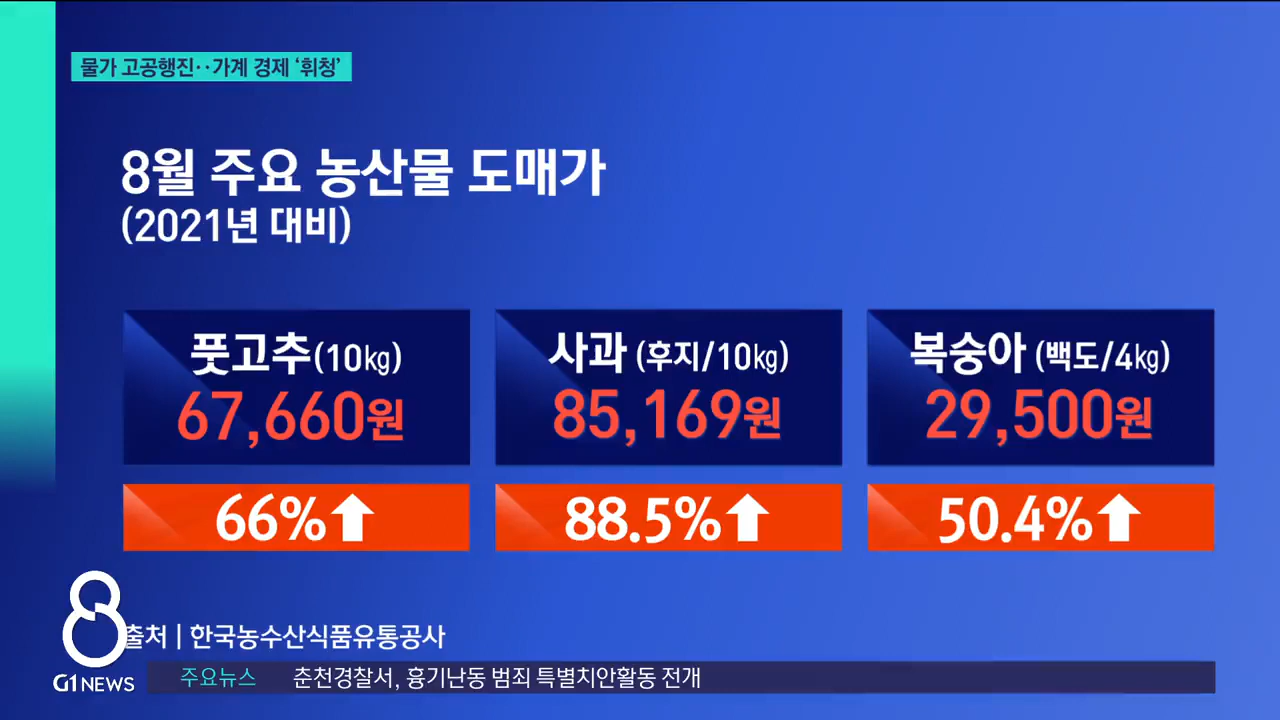 물가 고공행진··가계 경제 '휘청'
8월 주요 농산물 도매가
(2021년 대비)
풋고추(10㎏)
67,660원
66%⬆
사과 (후지/10㎏)
85,169원
88.5%⬆
복숭아 (백도/4㎏)
29,500원
50.4%⬆
출처 | 한국농수산식품유통공사
8
G1 NEWS
주요뉴스 춘천경찰서, 흉기난동 범죄 특별치안활동 전개